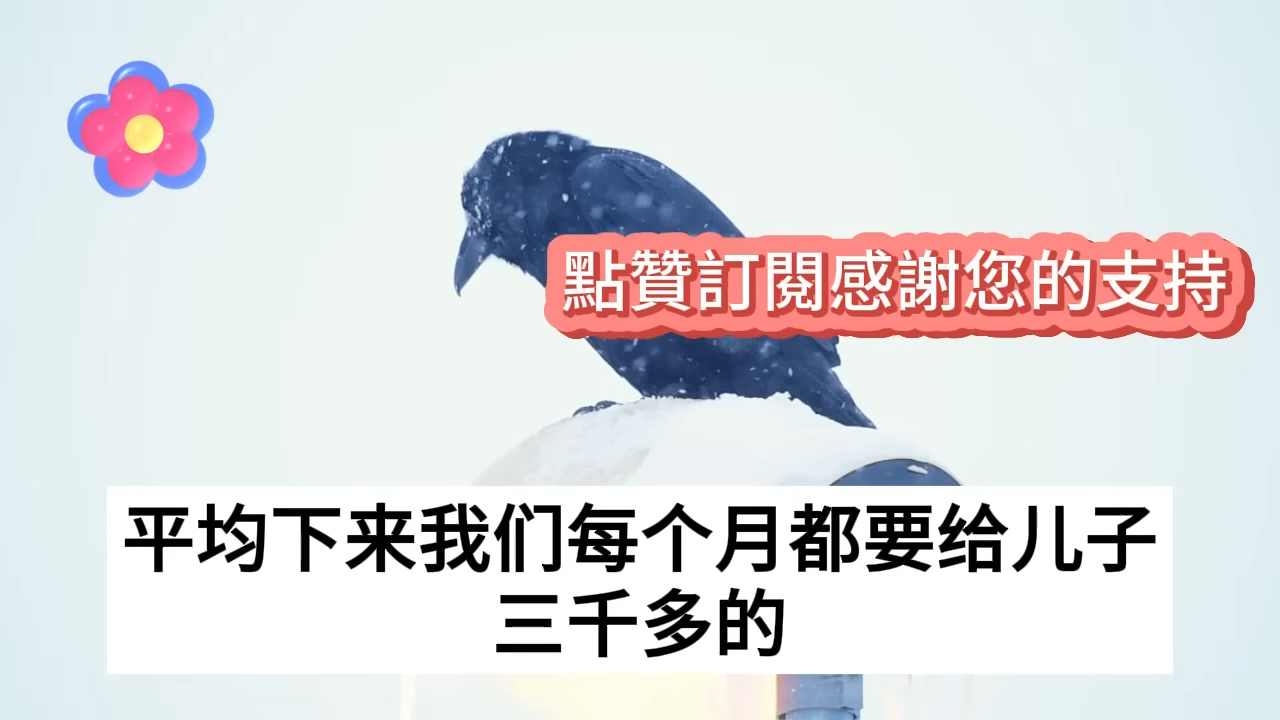 點贊訂閱感謝您的支持
平均下来我们每个月都要给儿子
三千多的